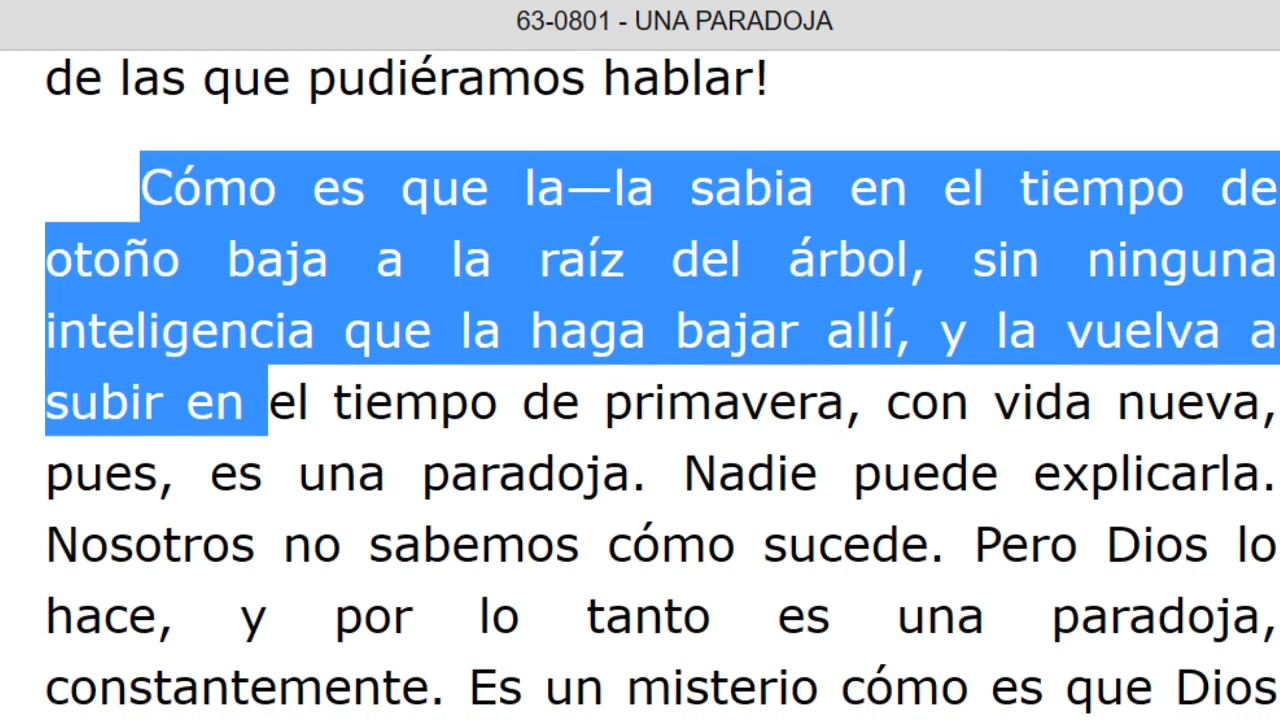 63-0801 - UNA PARADOJA
de las que pudiéramos hablar!
Cómo es que la—la sabia en el tiempo de
otoño baja a la raíz del árbol, sin ninguna
inteligencia que la haga bajar allí, y la vuelva a
subir en el tiempo de primavera, con vida nueva,
pues, es una paradoja. Nadie puede explicarla.
Nosotros no sabemos cómo sucede. Pero Dios lo
hace, y por lo tanto es una paradoja,
constantemente. Es un misterio cómo es que Dios